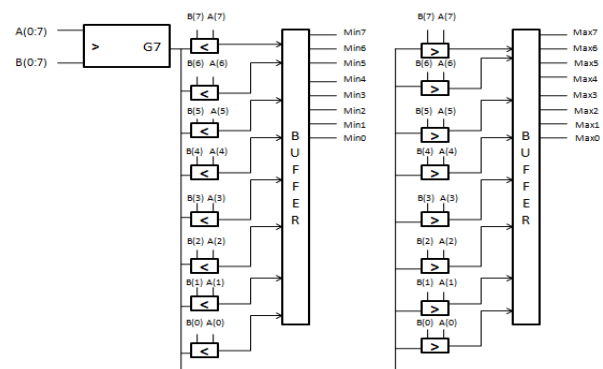 A(0:7)
B(0:7)
> G7
B(7) A(7)
<
B(6) A(6)
<
B(5) A(5)
<
B(4) A(4)
<
B(3) A(3)
<
B(2) A(2)
<
B(1) A(1)
<
B(0) A(0)
<
BUFFER
Min7
Min6
Min5
Min4
Min3
Min2
Min1
Min0
B(7) A(7)
>
B(6) A(6)
>
B(5) A(5)
>
B(4) A(4)
>
B(3) A(3)
>
B(2) A(2)
>
B(1) A(1)
>
B(0) A(0)
>
BUFFER
Max7
Max6
Max5
Max4
Max3
Max2
Max1
Max0